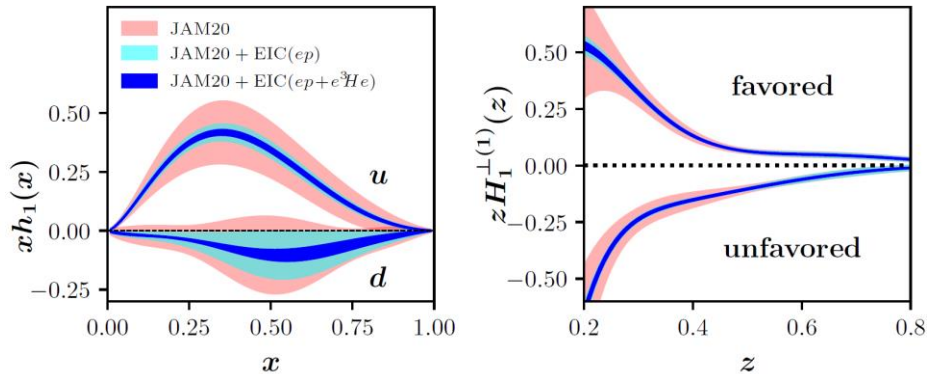 JAM20
JAM20 + EIC(ep)
JAM20 + EIC(ep+e³He)
0.50
0.25
0.00
−0.25
xh₁(x)
u
d
0.00 0.25 0.50 0.75 1.00
x
0.50
0.25
0.00
−0.25
−0.50
zH₁^⊥(1)(z)
favored
unfavored
0.2 0.4 0.6 0.8
z